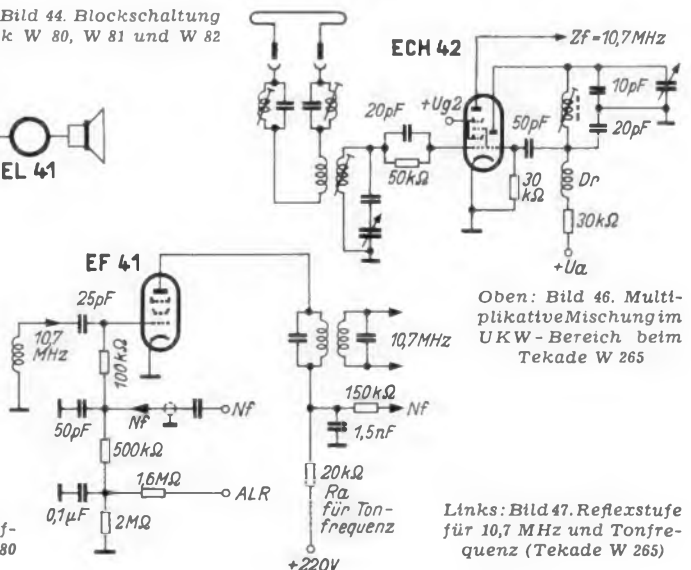 Bild 44. Blockschaltung
k W 80, W 81 und W 82
EL 41
ECH 42
Zf=10,7MHz
+Ug2
20pF
50kΩ
50pF
30
kΩ
10pF
20pF
Dr
30kΩ
+Ua
Oben: Bild 46. Multi-
plikative Mischung im
UKW-Bereich beim
Tekade W 265
EF 41
25pF
10,7
MHz
100kΩ
50pF
Nf
Nf
500kΩ
1,6MΩ
ALR
0,1µF
2MΩ
10,7MHz
150kΩ
Nf
1,5nF
20kΩ
Ra
für Ton-
frequenz
+220V
f-
80
Links: Bild 47. Reflexstufe
für 10,7 MHz und Tonfre-
quenz (Tekade W 265)